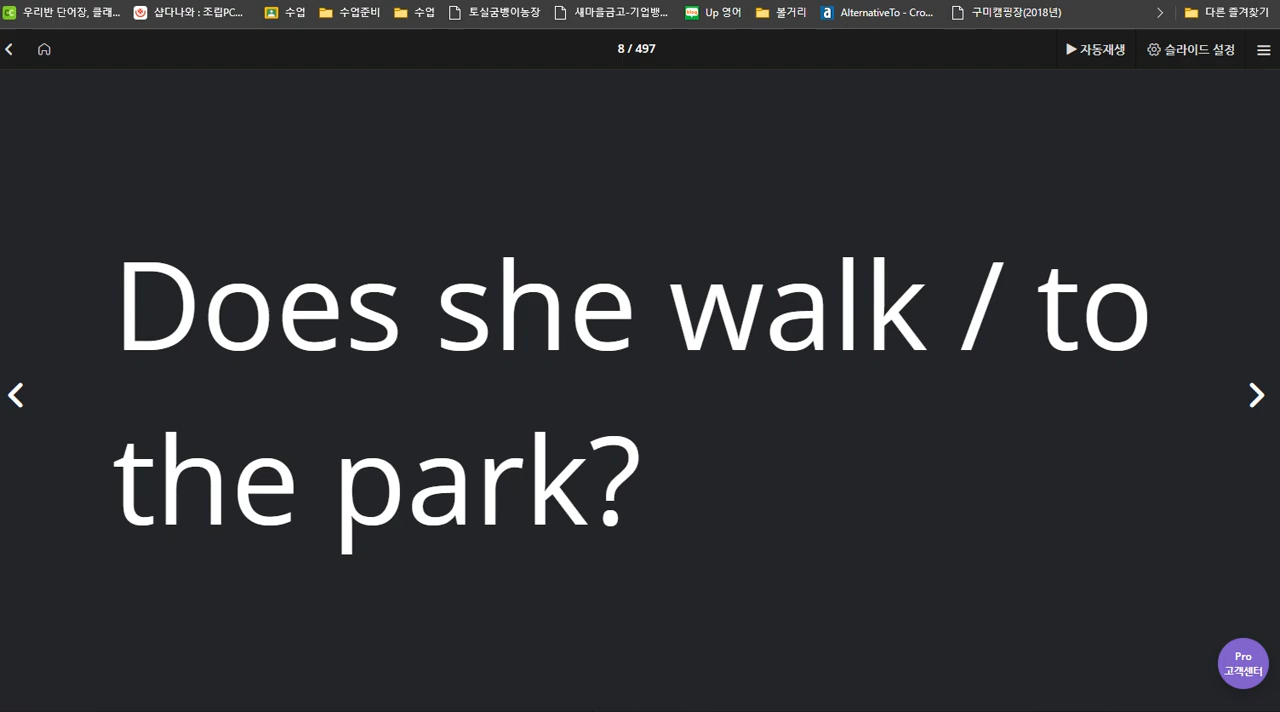 우리반 단어장, 클래... 샵다나와 : 조립PC... 수업 수업준비 수업 토실굼벵이농장 새마을금고-기업뱅... Up 영어 볼거리 AlternativeTo - Cro... 구미캠핑장(2018년) 다른 즐겨찾기
8 / 497 자동재생 슬라이드 설정
Does she walk / to
the park?
Pro
고객센터